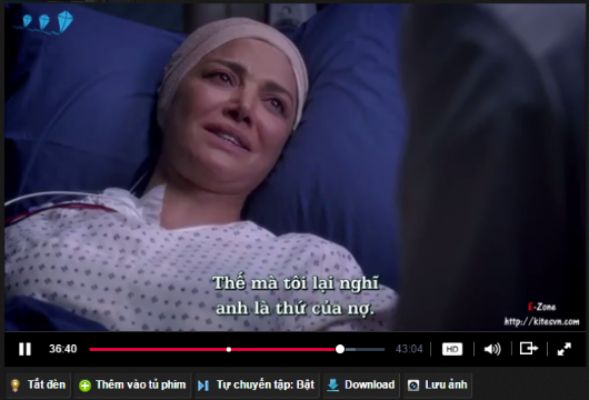 Thế mà tôi lại nghĩ
anh là thứ của nợ.
E-Zone
http://kitesvn.com
36:40
43:04
HD
Tắt đèn
Thêm vào tủ phim
Tự chuyển tập: Bật
Download
Lưu ảnh